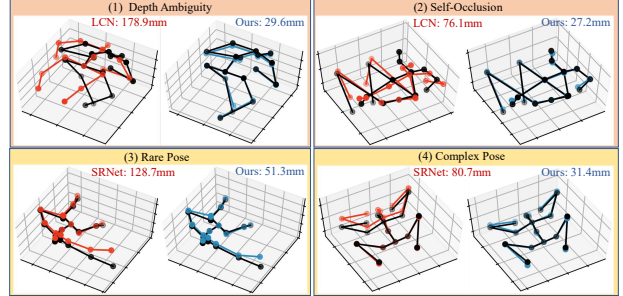 (1) Depth Ambiguity
LCN: 178.9mm
Ours: 29.6mm
(2) Self-Occlusion
LCN: 76.1mm
Ours: 27.2mm
(3) Rare Pose
SRNet: 128.7mm
Ours: 51.3mm
(4) Complex Pose
SRNet: 80.7mm
Ours: 31.4mm